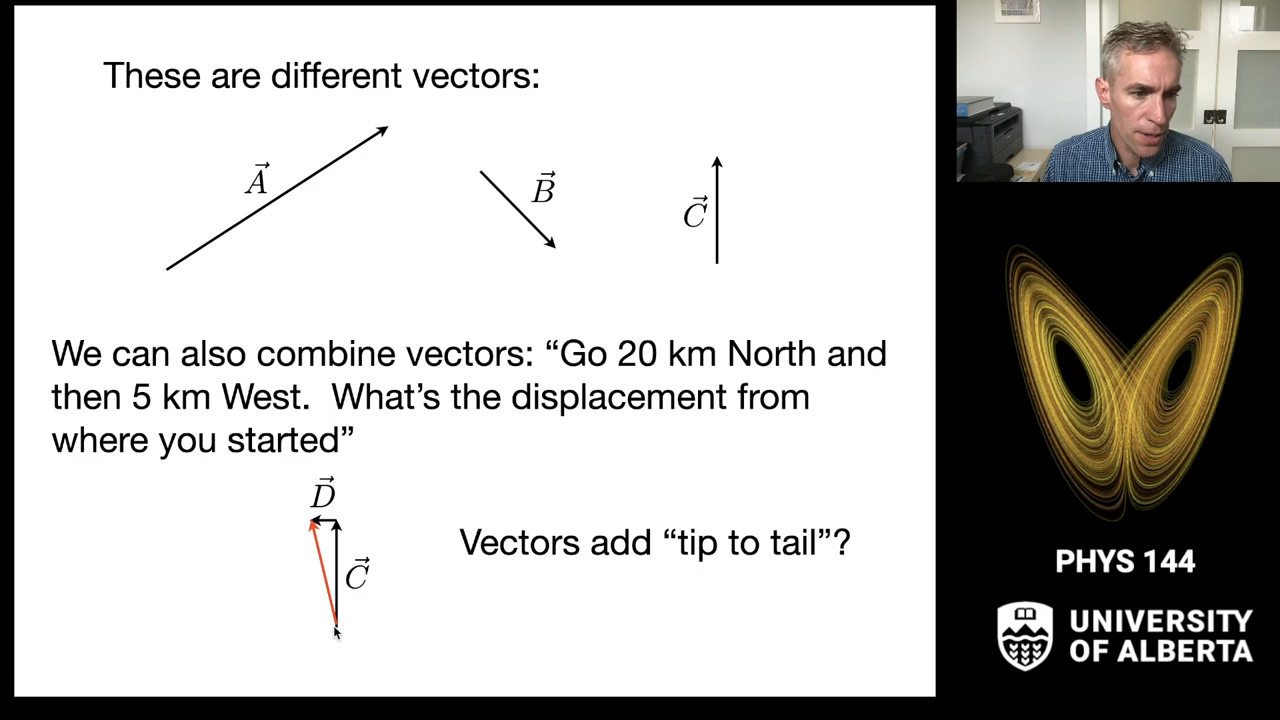 These are different vectors:
A⃗
B⃗
C⃗
We can also combine vectors: “Go 20 km North and
then 5 km West.  What’s the displacement from
where you started”
D⃗
C⃗
Vectors add “tip to tail”?
PHYS 144
UNIVERSITY
OF ALBERTA